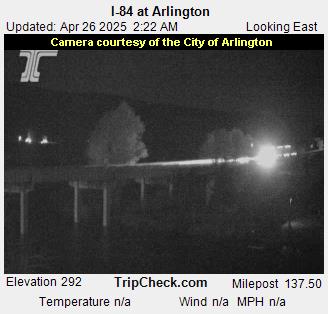 I-84 at Arlington
Updated: Apr 26 2025 2:22 AM Looking East
Camera courtesy of the City of Arlington
Elevation 292 TripCheck.com Milepost 137.50
Temperature n/a Wind n/a MPH n/a